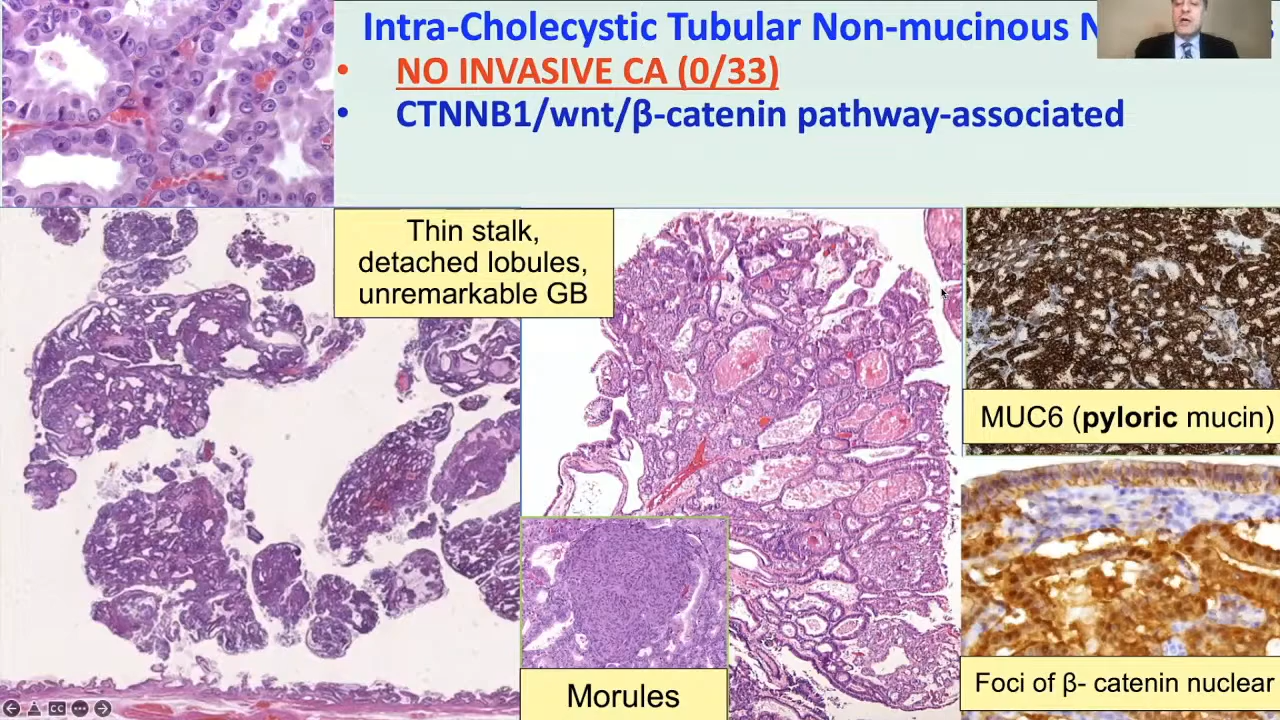 Intra-Cholecystic Tubular Non-mucinous
• NO INVASIVE CA (0/33)
• CTNNB1/wnt/β-catenin pathway-associated
Thin stalk,
detached lobules,
unremarkable GB
MUC6 (pyloric mucin)
Morules
Foci of β- catenin nuclear
CC